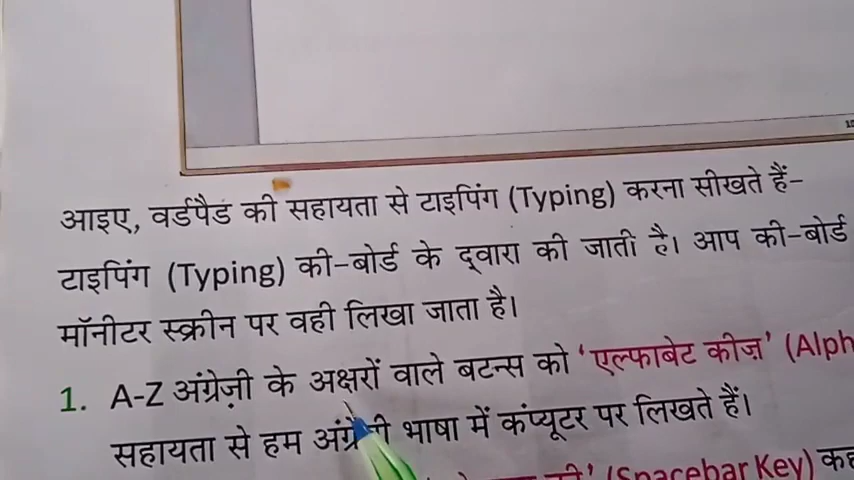 आइए, वर्डपैड की सहायता से टाइपिंग (Typing) करना सीखते हैं–
टाइपिंग (Typing) की-बोर्ड के द्वारा की जाती है। आप की-बोर्ड
मॉनीटर स्क्रीन पर वही लिखा जाता है।
1. A-Z अंग्रेज़ी के अक्षरों वाले बटन्स को ‘एल्फाबेट कीज़’ (Alph
सहायता से हम भाषा में कंप्यूटर पर लिखते हैं।
(Spacebar Key)